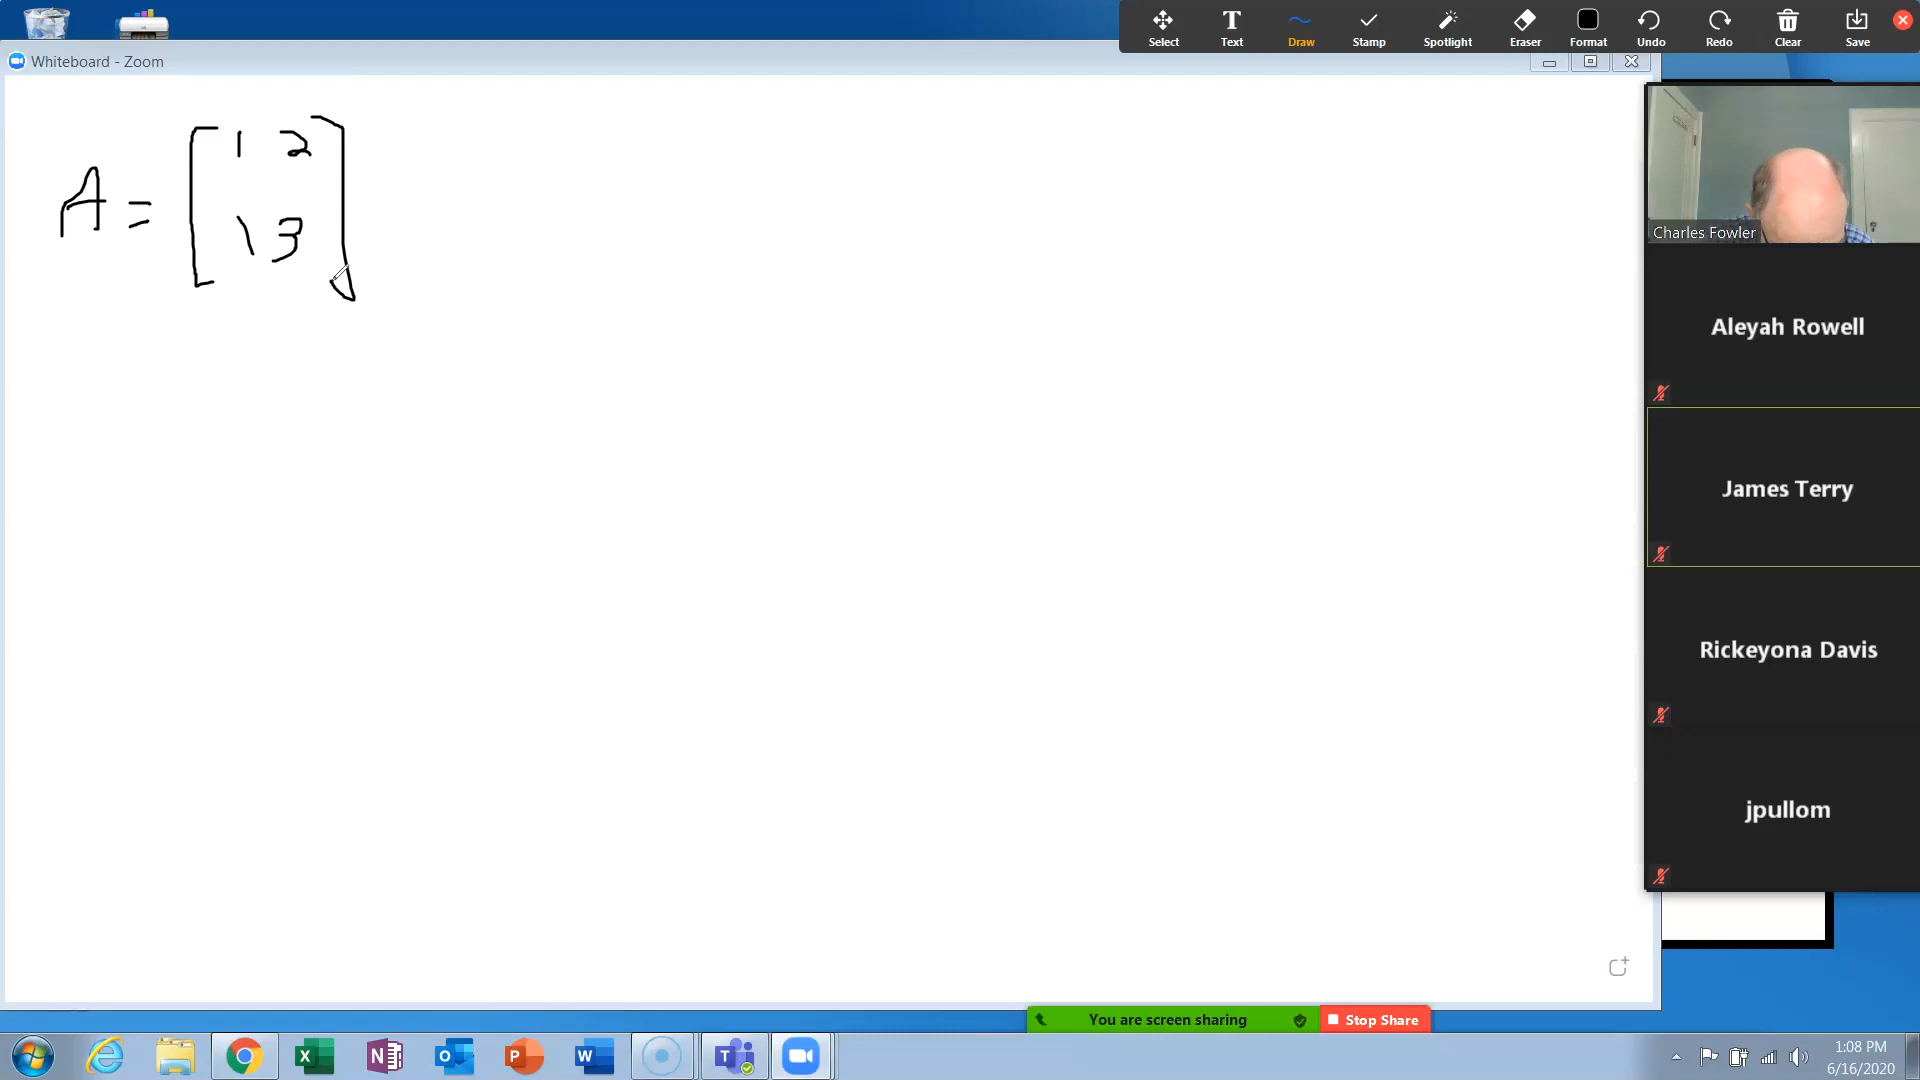 Select Text Draw Stamp Spotlight Eraser Format Undo Redo Clear Save
Whiteboard - Zoom
A = [ 1 2
1 3 ]
Charles Fowler
Aleyah Rowell
James Terry
Rickeyona Davis
jpullom
You are screen sharing Stop Share
1:08 PM
6/16/2020